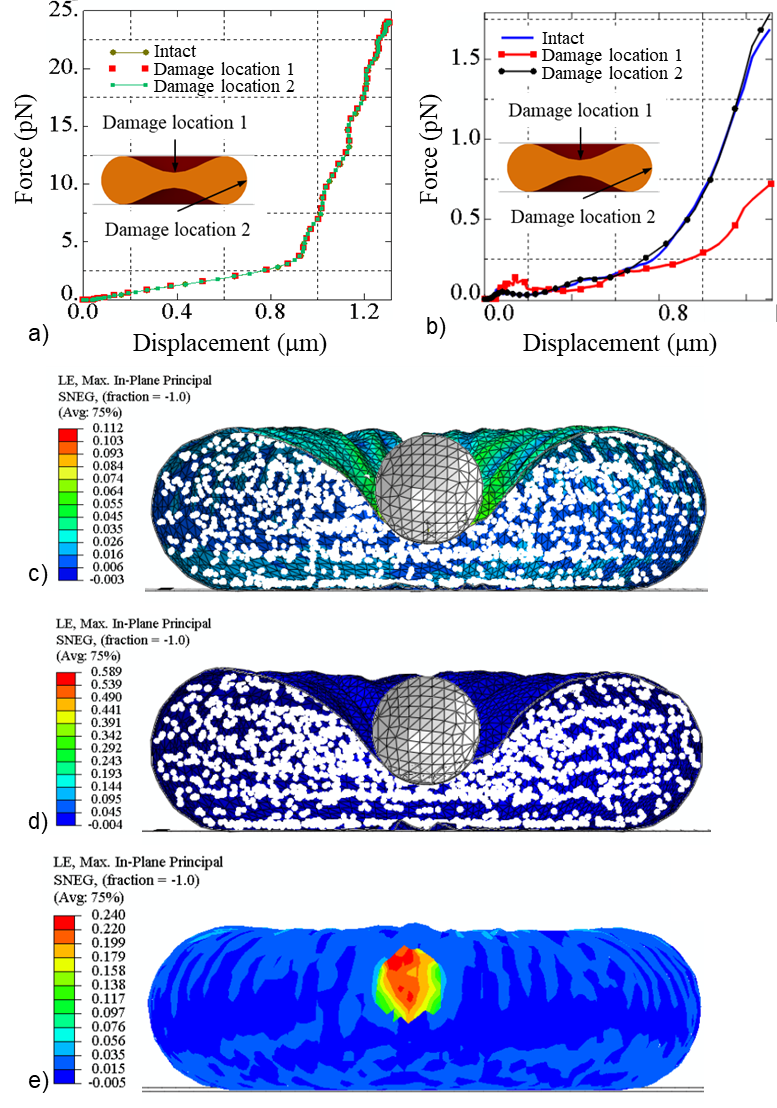 a)
Force (pN)
25.
20.
15.
10.
5.
0.
Intact
Damage location 1
Damage location 2
Damage location 1
Damage location 2
0.0
0.4
0.8
1.2
Displacement (μm)
b)
Force (pN)
1.5
1.0
0.5
0.0
Intact
Damage location 1
Damage location 2
Damage location 1
Damage location 2
0.0
0.8
Displacement (μm)
c)
LE, Max. In-Plane Principal
SNEG, (fraction = -1.0)
(Avg: 75%)
0.112
0.103
0.093
0.084
0.074
0.064
0.055
0.045
0.035
0.026
0.016
0.006
-0.003
d)
LE, Max. In-Plane Principal
SNEG, (fraction = -1.0)
(Avg: 75%)
0.589
0.539
0.490
0.441
0.391
0.342
0.292
0.243
0.193
0.144
0.095
0.045
-0.004
e)
LE, Max. In-Plane Principal
SNEG, (fraction = -1.0)
(Avg: 75%)
0.240
0.220
0.199
0.179
0.158
0.138
0.117
0.097
0.076
0.056
0.035
0.015
-0.005